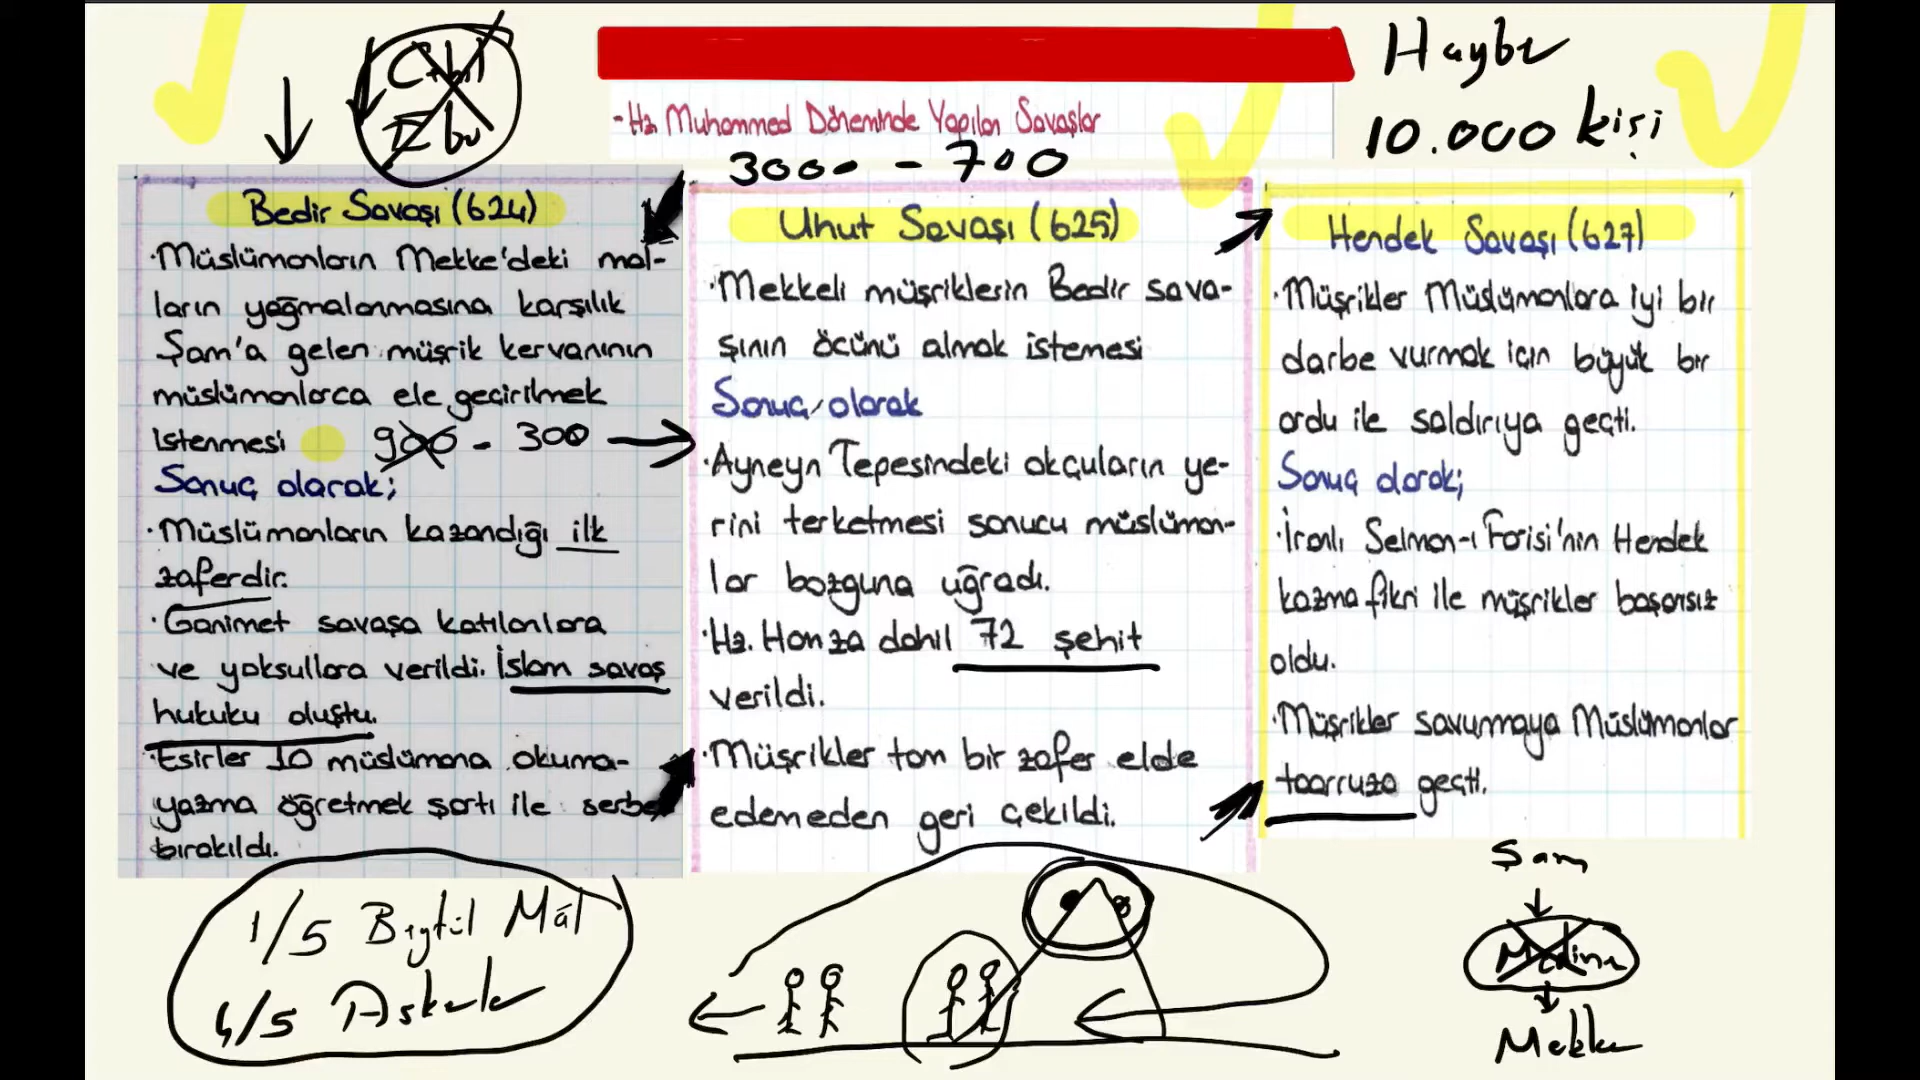 Cehil
Ebu
Hayber
10.000 kişi
-Hz. Muhammed Döneminde Yapılan Savaşlar
3000 - 700
Bedir Savaşı (624)
·Müslümanların Mekke'deki mal-
ların yağmalanmasına karşılık
Şam'a gelen müşrik kervanının
müslümanlarca ele geçirilmek
istenmesi 900 - 300
Sonuç olarak;
·Müslümanların kazandığı ilk
zaferdir.
·Ganimet savaşa katılanlara
ve yoksullara verildi. İslam savaş
hukuku oluştu.
·Esirler 10 müslümana okuma-
yazma öğretmek şartı ile serbe
bırakıldı.
1/5 Beytül Mâl
4/5 Askerler
Uhut Savaşı (625)
·Mekkeli müşriklerin Bedir sava-
şının öcünü almak istemesi
Sonuç olarak
·Ayneyn Tepesindeki okçuların ye-
rini terketmesi sonucu müslüman-
lar bozguna uğradı.
·Hz. Hamza dahil 72 şehit
verildi.
·Müşrikler tam bir zafer elde
edemeden geri çekildi.
Hendek Savaşı (627)
·Müşrikler Müslümanlara iyi bir
darbe vurmak için büyük bir
ordu ile saldırıya geçti.
Sonuç olarak;
·İranlı Selman-ı Farisi'nin Hendek
kazma fikri ile müşrikler başarısız
oldu.
·Müşrikler savunmaya Müslümanlar
taarruza geçti.
Şam
Medine
Mekke